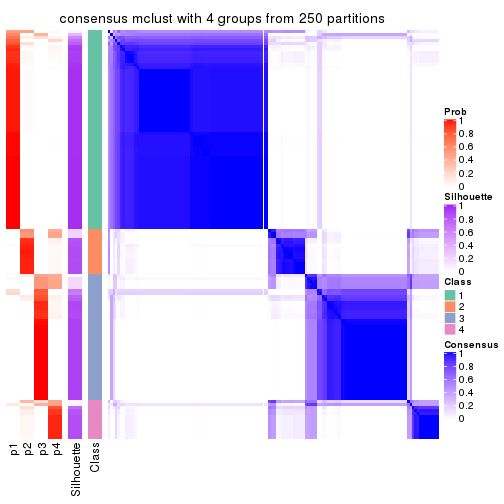 consensus mclust with 4 groups from 250 partitions
Prob
1
0.8
0.6
0.4
0.2
0
Silhouette
1
0.8
0.6
0.4
0.2
0
Class
1
2
3
4
Consensus
1
0.8
0.6
0.4
0.2
0
p1
p2
p3
p4
Silhouette
Class